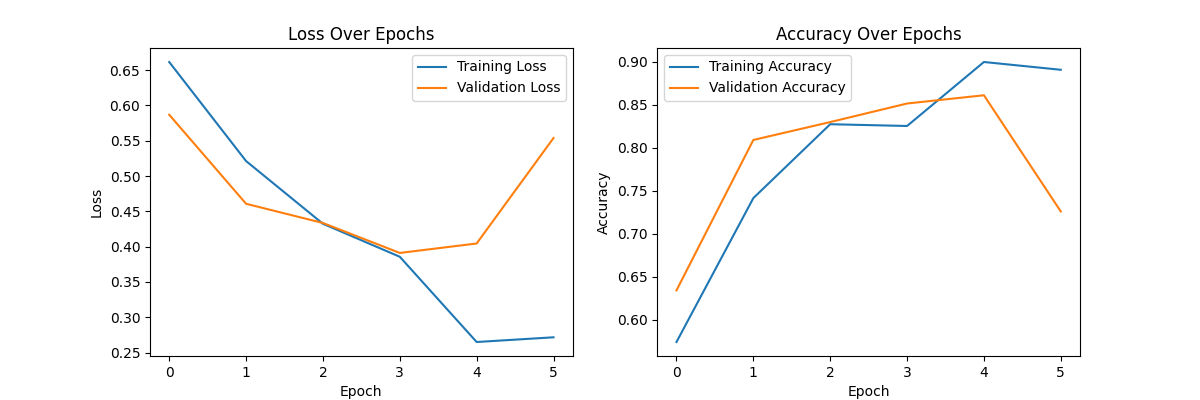 Loss Over Epochs
Training Loss
Validation Loss
0.65
0.60
0.55
0.50
0.45
0.40
0.35
0.30
0.25
Loss
0 1 2 3 4 5
Epoch
Accuracy Over Epochs
Training Accuracy
Validation Accuracy
0.90
0.85
0.80
0.75
0.70
0.65
0.60
Accuracy
0 1 2 3 4 5
Epoch